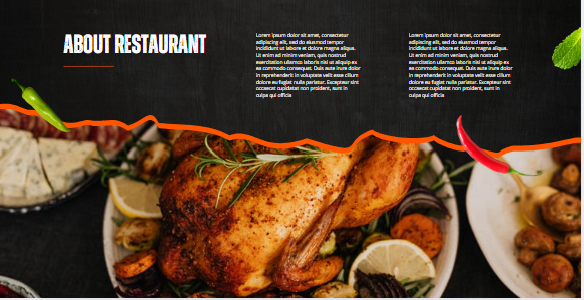 ABOUT RESTAURANT
Lorem ipsum dolor sit amet, consectetur
adipiscing elit, sed do eiusmod tempor
incididunt ut labore et dolore magna aliqua.
Ut enim ad minim veniam, quis nostrud
exercitation ullamco laboris nisi ut aliquip ex
ea commodo consequat. Duis aute irure dolor
in reprehenderit in voluptate velit esse cillum
dolore eu fugiat nulla pariatur. Excepteur sint
occaecat cupidatat non proident, sunt in
culpa qui officia
Lorem ipsum dolor sit amet, consectetur
adipiscing elit, sed do eiusmod tempor
incididunt ut labore et dolore magna aliqua.
Ut enim ad minim veniam, quis nostrud
exercitation ullamco laboris nisi ut aliquip ex
ea commodo consequat. Duis aute irure dolor
in reprehenderit in voluptate velit esse cillum
dolore eu fugiat nulla pariatur. Excepteur sint
occaecat cupidatat non proident, sunt in
culpa qui officia